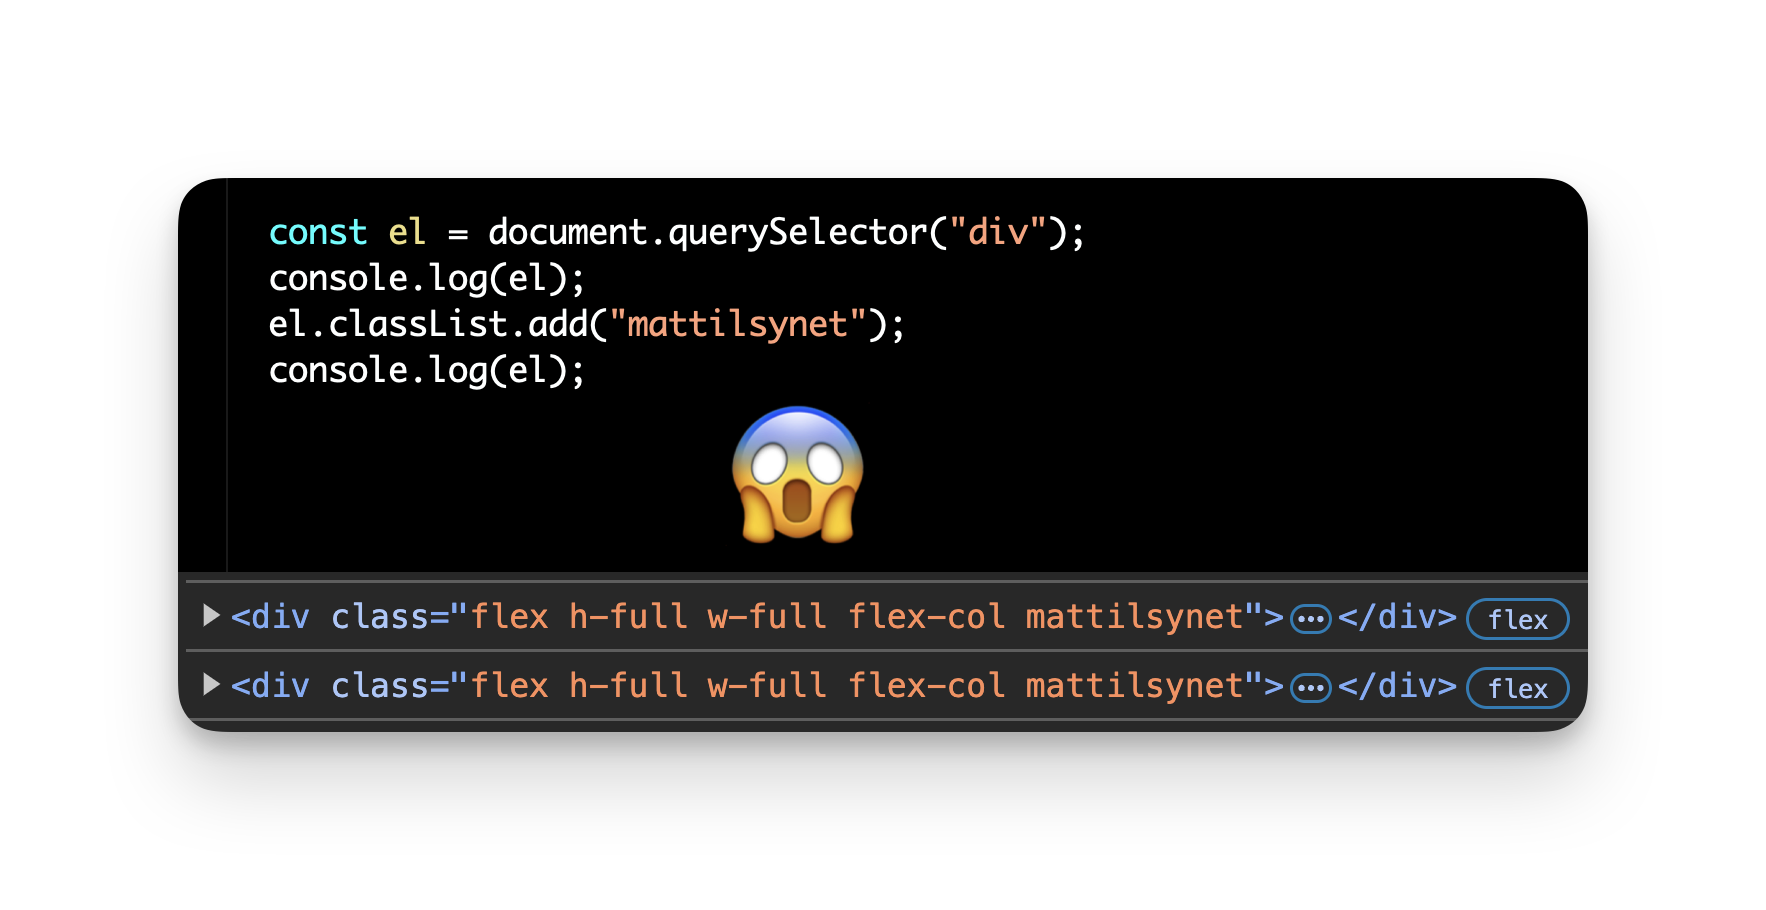 const el = document.querySelector("div");
console.log(el);
el.classList.add("mattilsynet");
console.log(el);
<div class="flex h-full w-full flex-col mattilsynet">…</div> flex
<div class="flex h-full w-full flex-col mattilsynet">…</div> flex